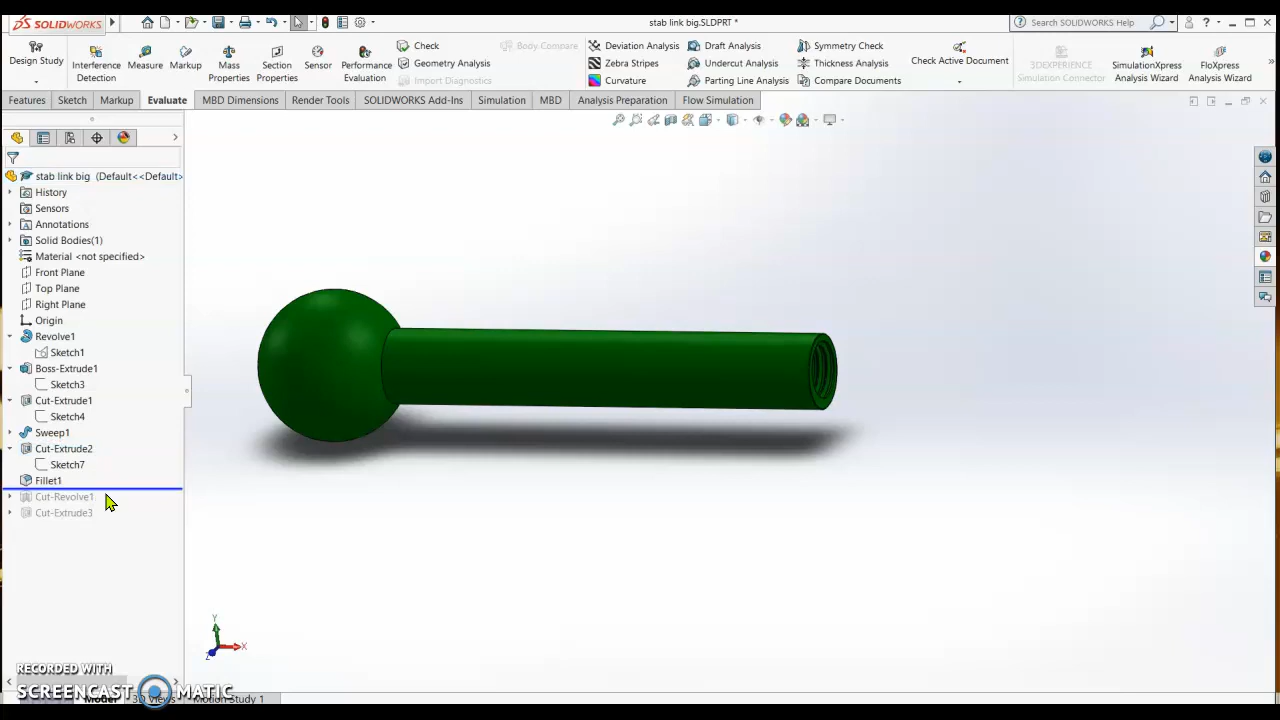 SOLIDWORKS
stab link big.SLDPRT *
Search SOLIDWORKS Help
?
Design Study
Interference Detection
Measure
Markup
Mass Properties
Section Properties
Sensor
Performance Evaluation
Check
Geometry Analysis
Import Diagnostics
Body Compare
Deviation Analysis
Zebra Stripes
Curvature
Draft Analysis
Undercut Analysis
Parting Line Analysis
Symmetry Check
Thickness Analysis
Compare Documents
Check Active Document
3DEXPERIENCE Simulation Connector
SimulationXpress Analysis Wizard
FloXpress Analysis Wizard
Features Sketch Markup Evaluate MBD Dimensions Render Tools SOLIDWORKS Add-Ins Simulation MBD Analysis Preparation Flow Simulation
stab link big (Default<<Default>
History
Sensors
Annotations
Solid Bodies(1)
Material <not specified>
Front Plane
Top Plane
Right Plane
Origin
Revolve1
Sketch1
Boss-Extrude1
Sketch3
Cut-Extrude1
Sketch4
Sweep1
Cut-Extrude2
Sketch7
Fillet1
Cut-Revolve1
Cut-Extrude3
Y
X
Z
RECORDED WITH
SCREENCAST MATIC
Model 3D Views Motion Study 1